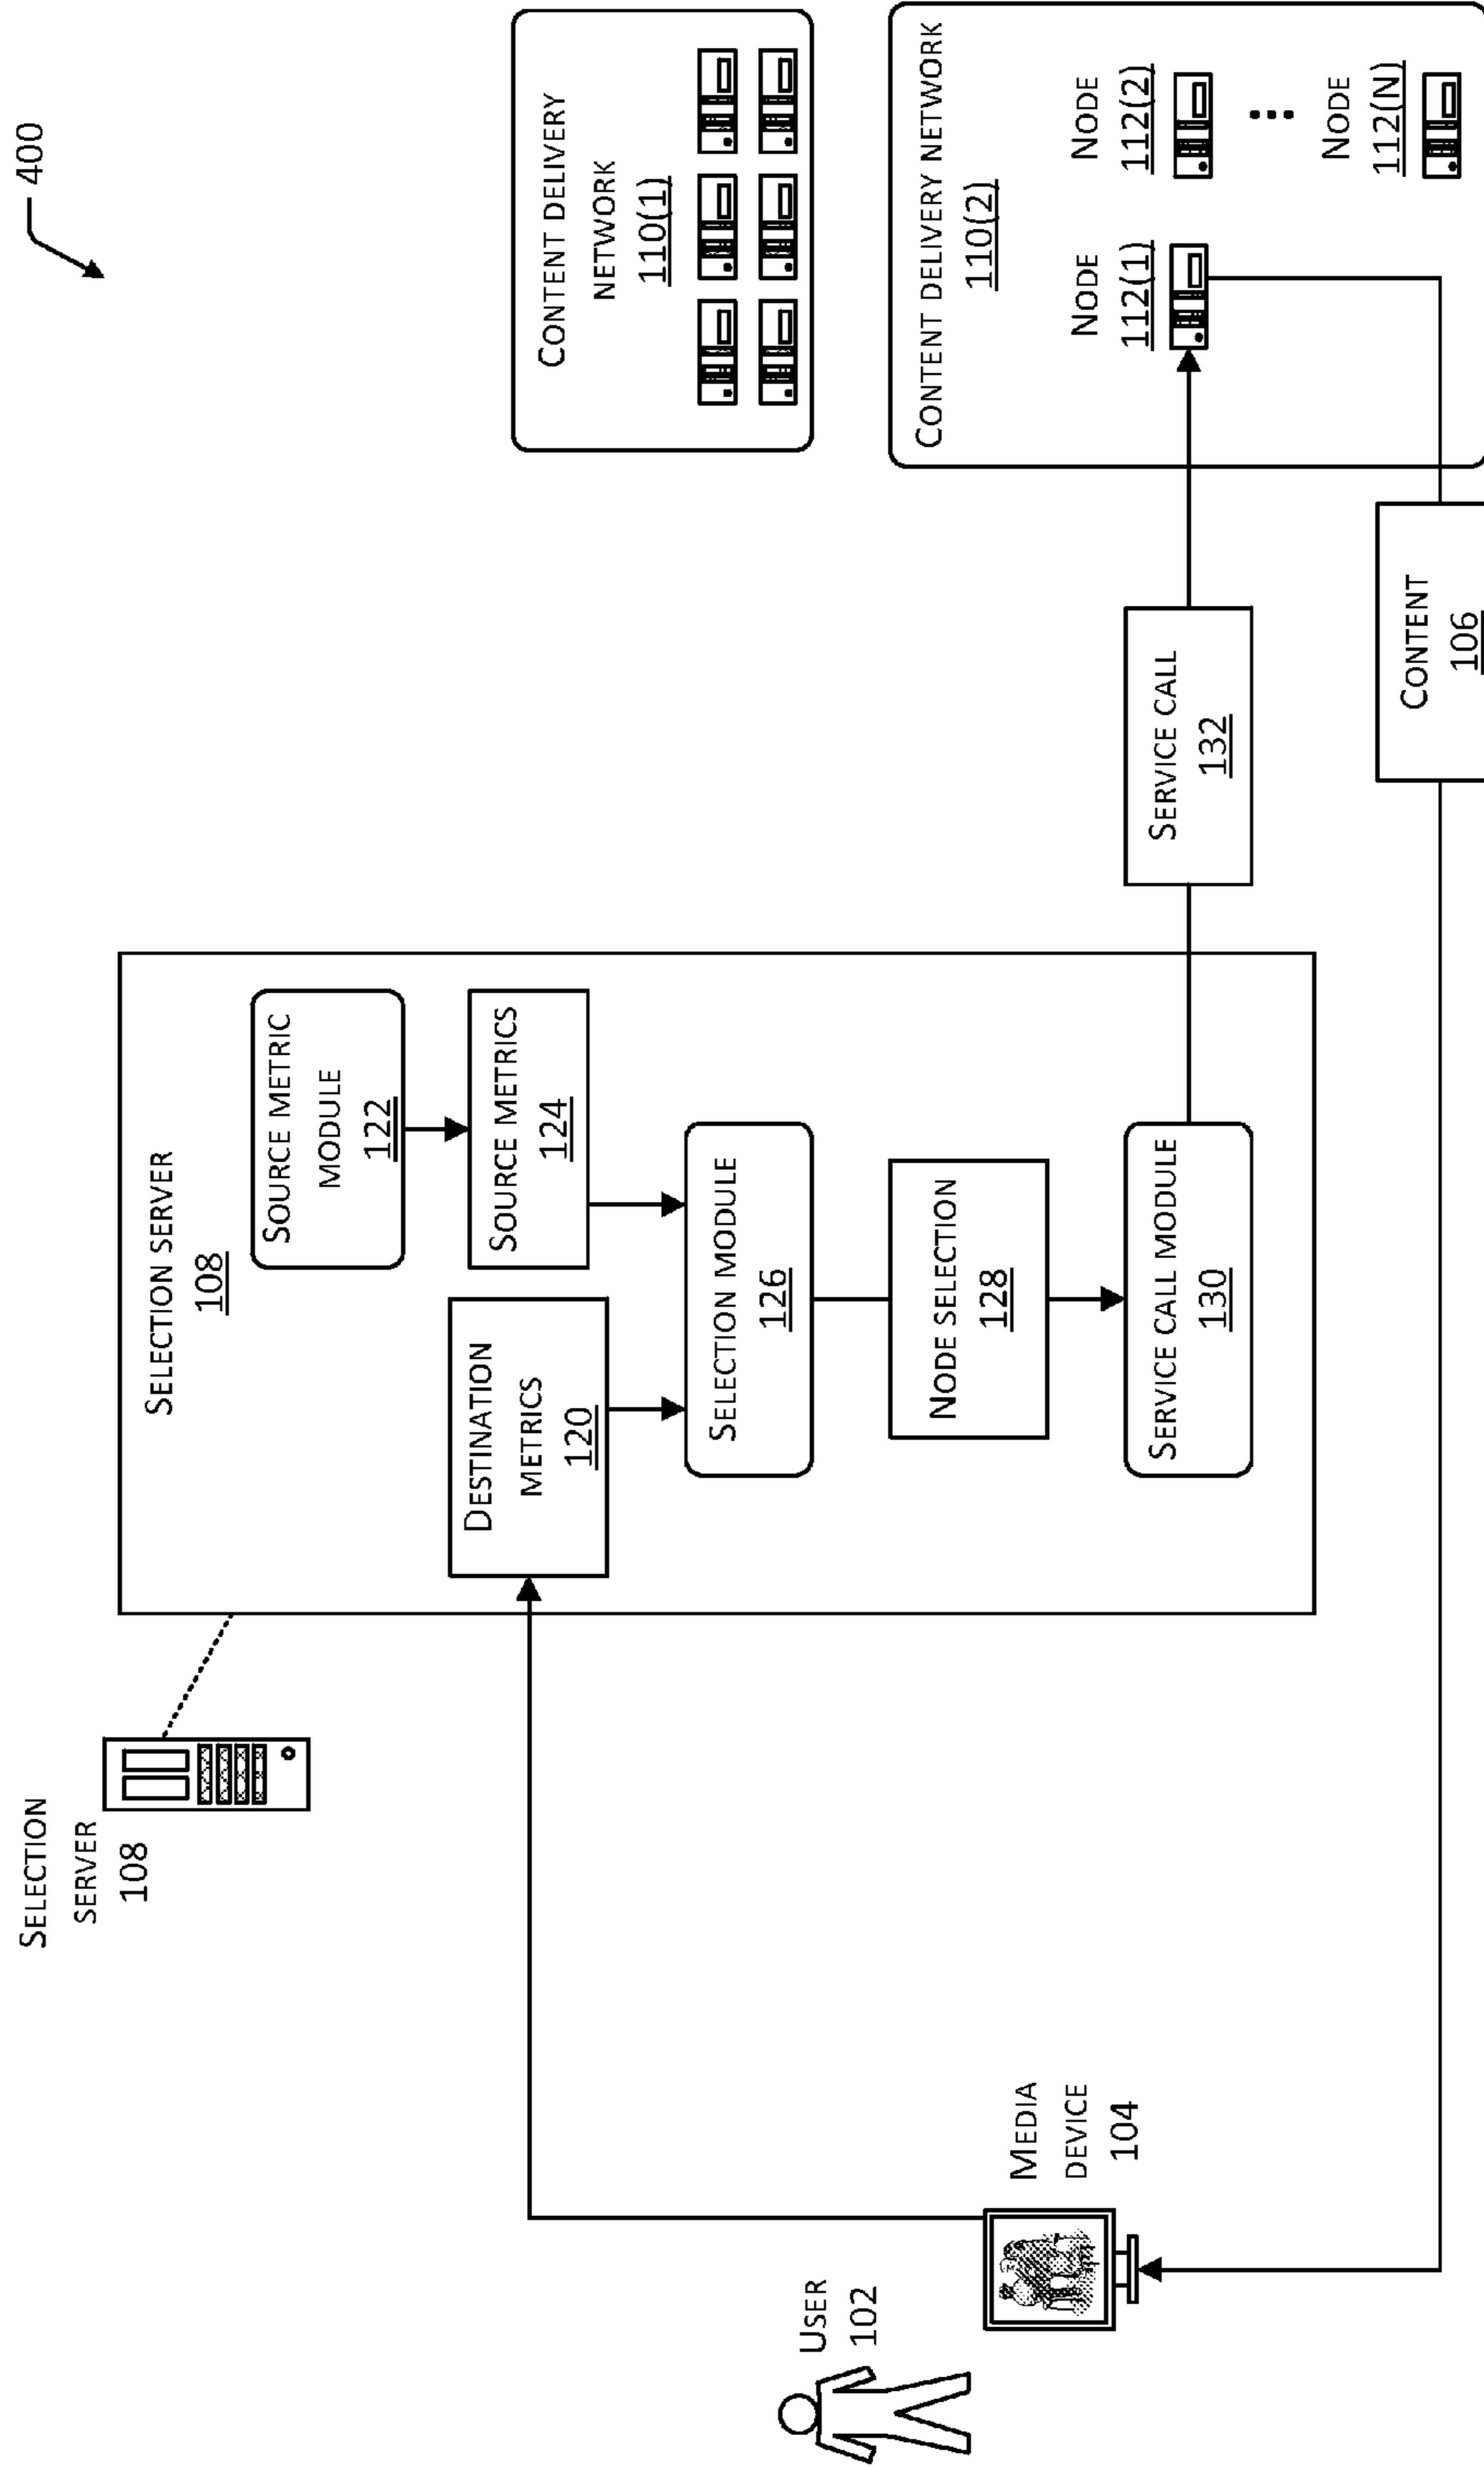 400
SELECTION
SERVER
108
SELECTION SERVER
108
SOURCE METRIC
MODULE
122
DESTINATION
METRICS
120
SOURCE METRICS
124
SELECTION MODULE
126
NODE SELECTION
128
SERVICE CALL MODULE
130
SERVICE CALL
132
CONTENT DELIVERY
NETWORK
110(1)
CONTENT DELIVERY NETWORK
110(2)
NODE
112(1)
NODE
112(2)
NODE
112(N)
CONTENT
106
USER
102
MEDIA
DEVICE
104